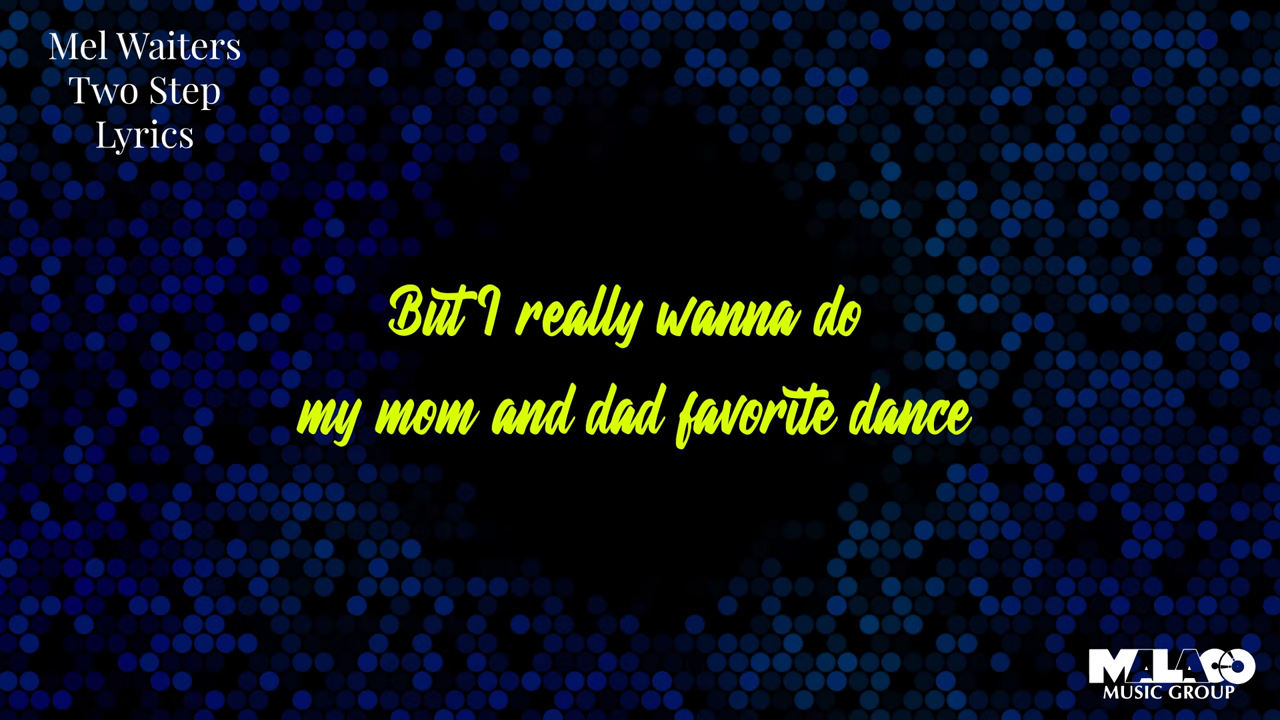 Mel Waiters
Two Step
Lyrics
But I really wanna do
my mom and dad favorite dance
MALACO
MUSIC GROUP